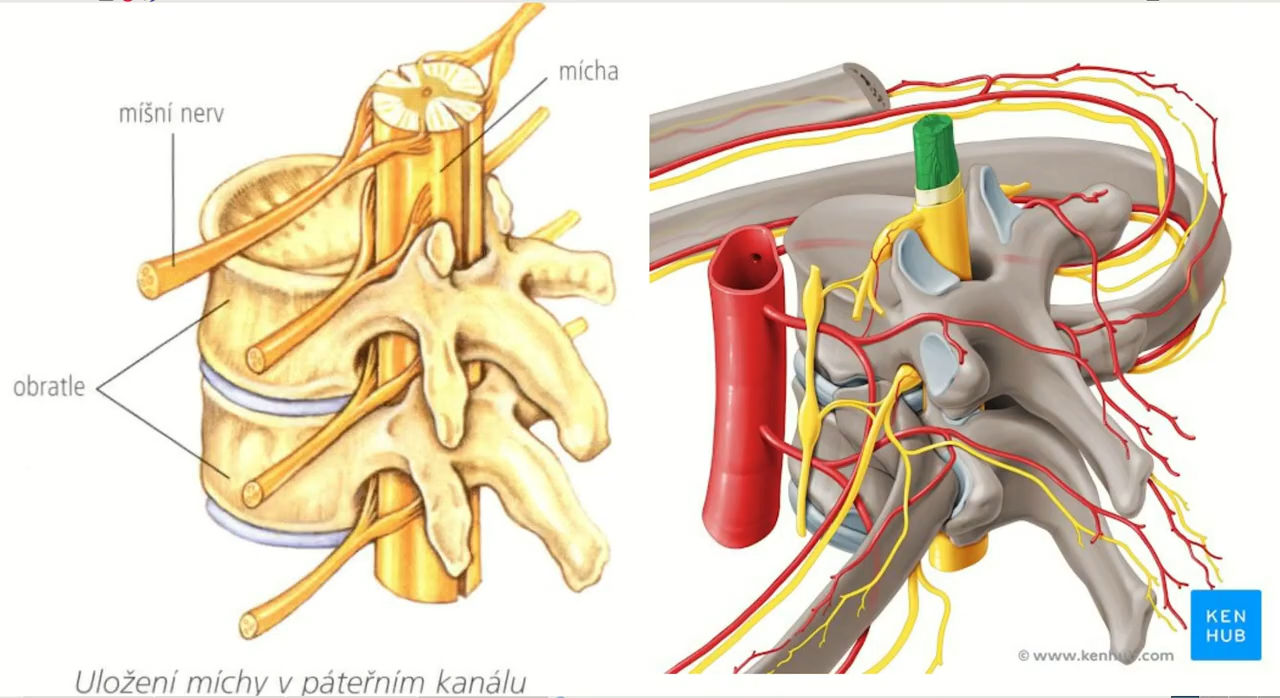 mícha
míšní nerv
obratle
Uložení míchy v páteřním kanálu
KEN
HUB
© www.kenhub.com